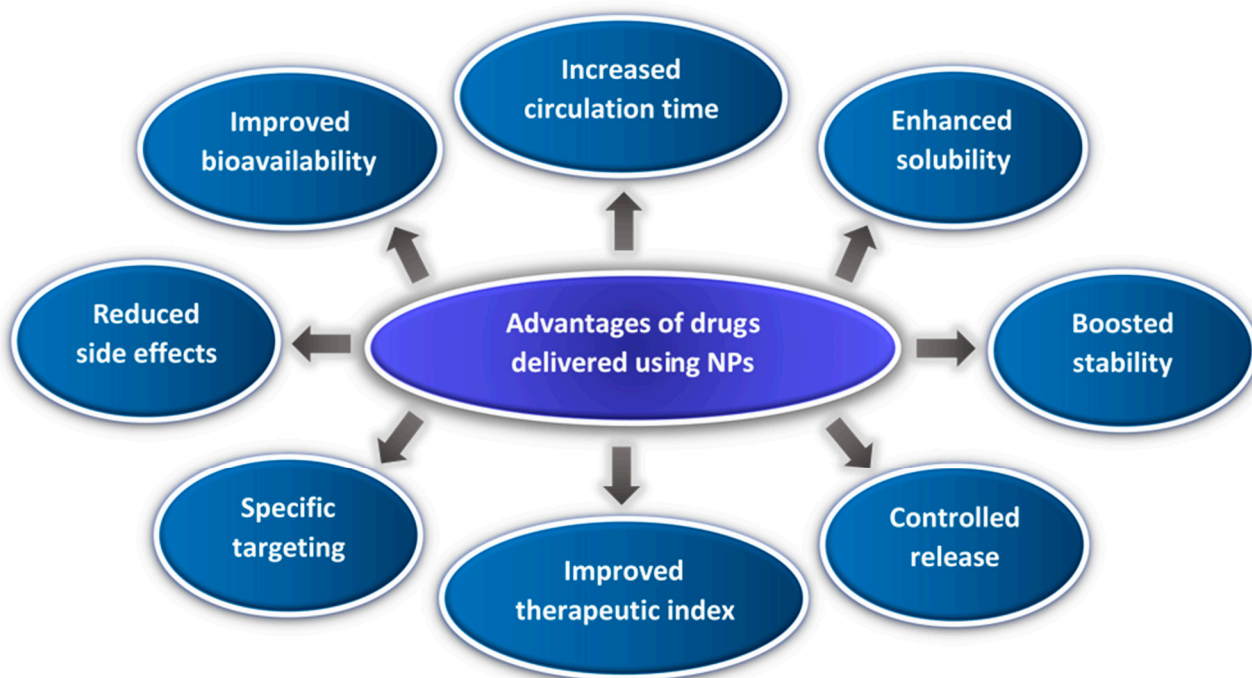 Increased
circulation time
Improved
bioavailability
Enhanced
solubility
Reduced
side effects
Advantages of drugs
delivered using NPs
Boosted
stability
Specific
targeting
Controlled
release
Improved
therapeutic index